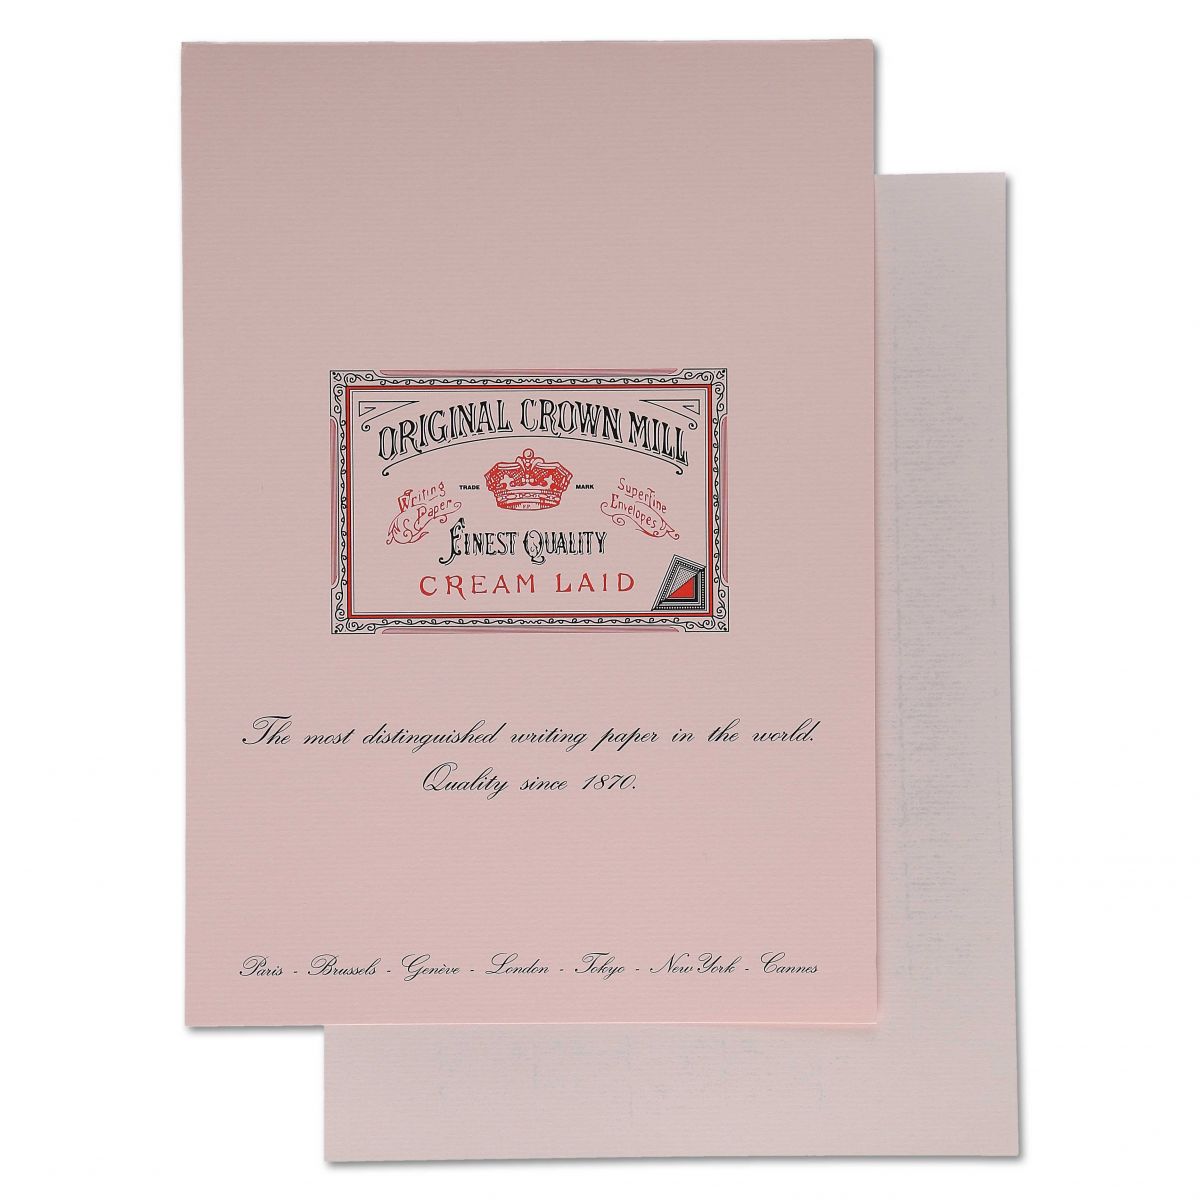 ORIGINAL CROWN MILL
Writing Paper
TRADE MARK
Superfine Envelopes
FINEST QUALITY
CREAM LAID
The most distinguished writing paper in the world.
Quality since 1870.
Paris - Brussels - Genève - London - Tokyo - New York - Cannes